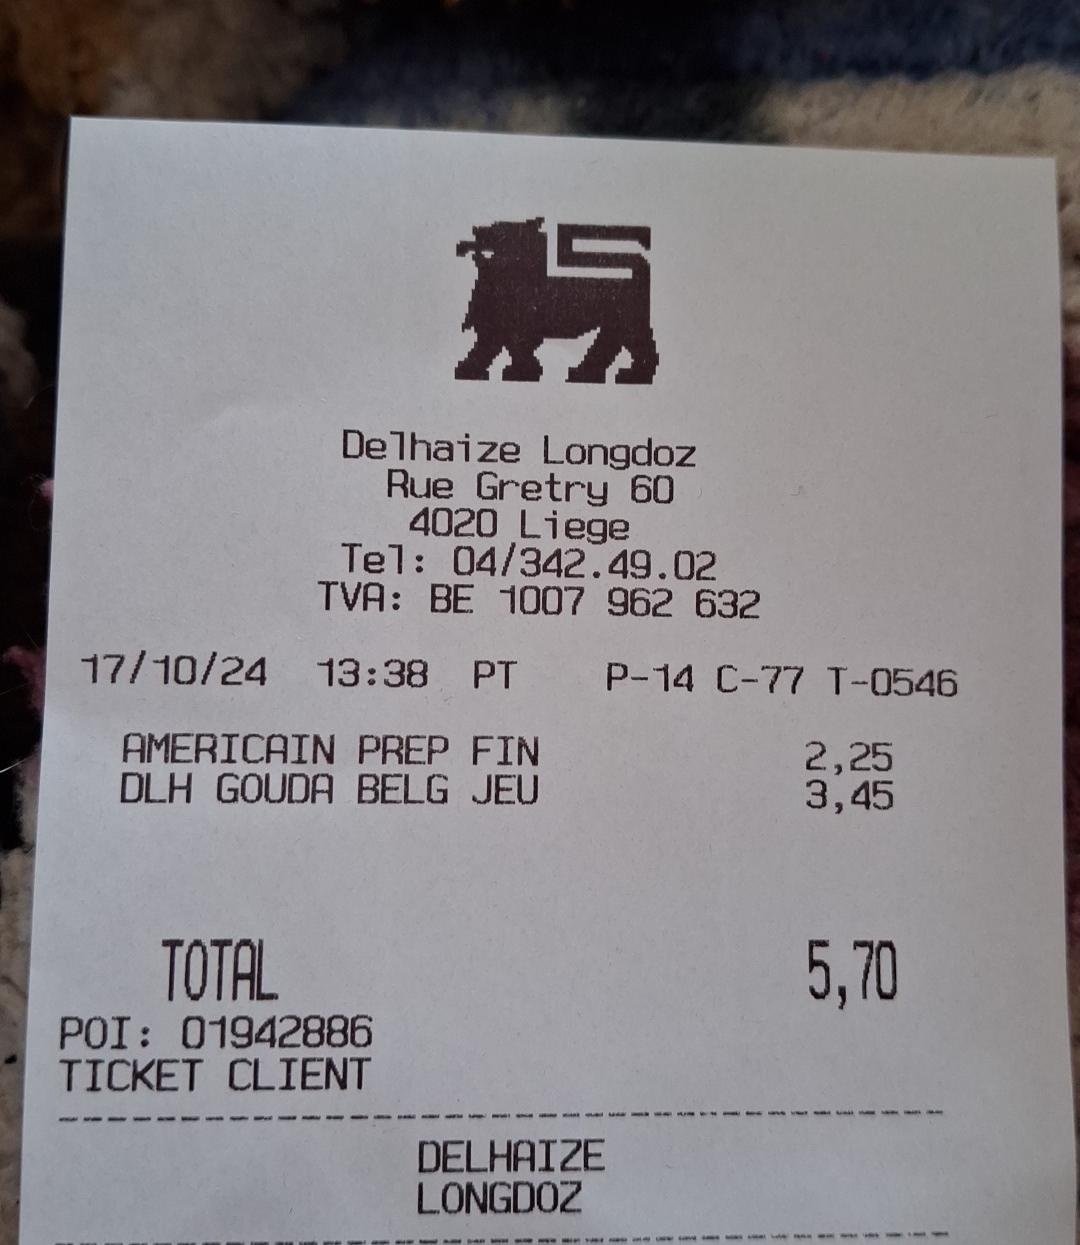 Delhaize Longdoz
Rue Gretry 60
4020 Liege
Tel: 04/342.49.02
TVA: BE 1007 962 632
17/10/24 13:38 PT P-14 C-77 T-0546
AMERICAIN PREP FIN 2,25
DLH GOUDA BELG JEU 3,45
TOTAL 5,70
POI: 01942886
TICKET CLIENT
DELHAIZE
LONGDOZ